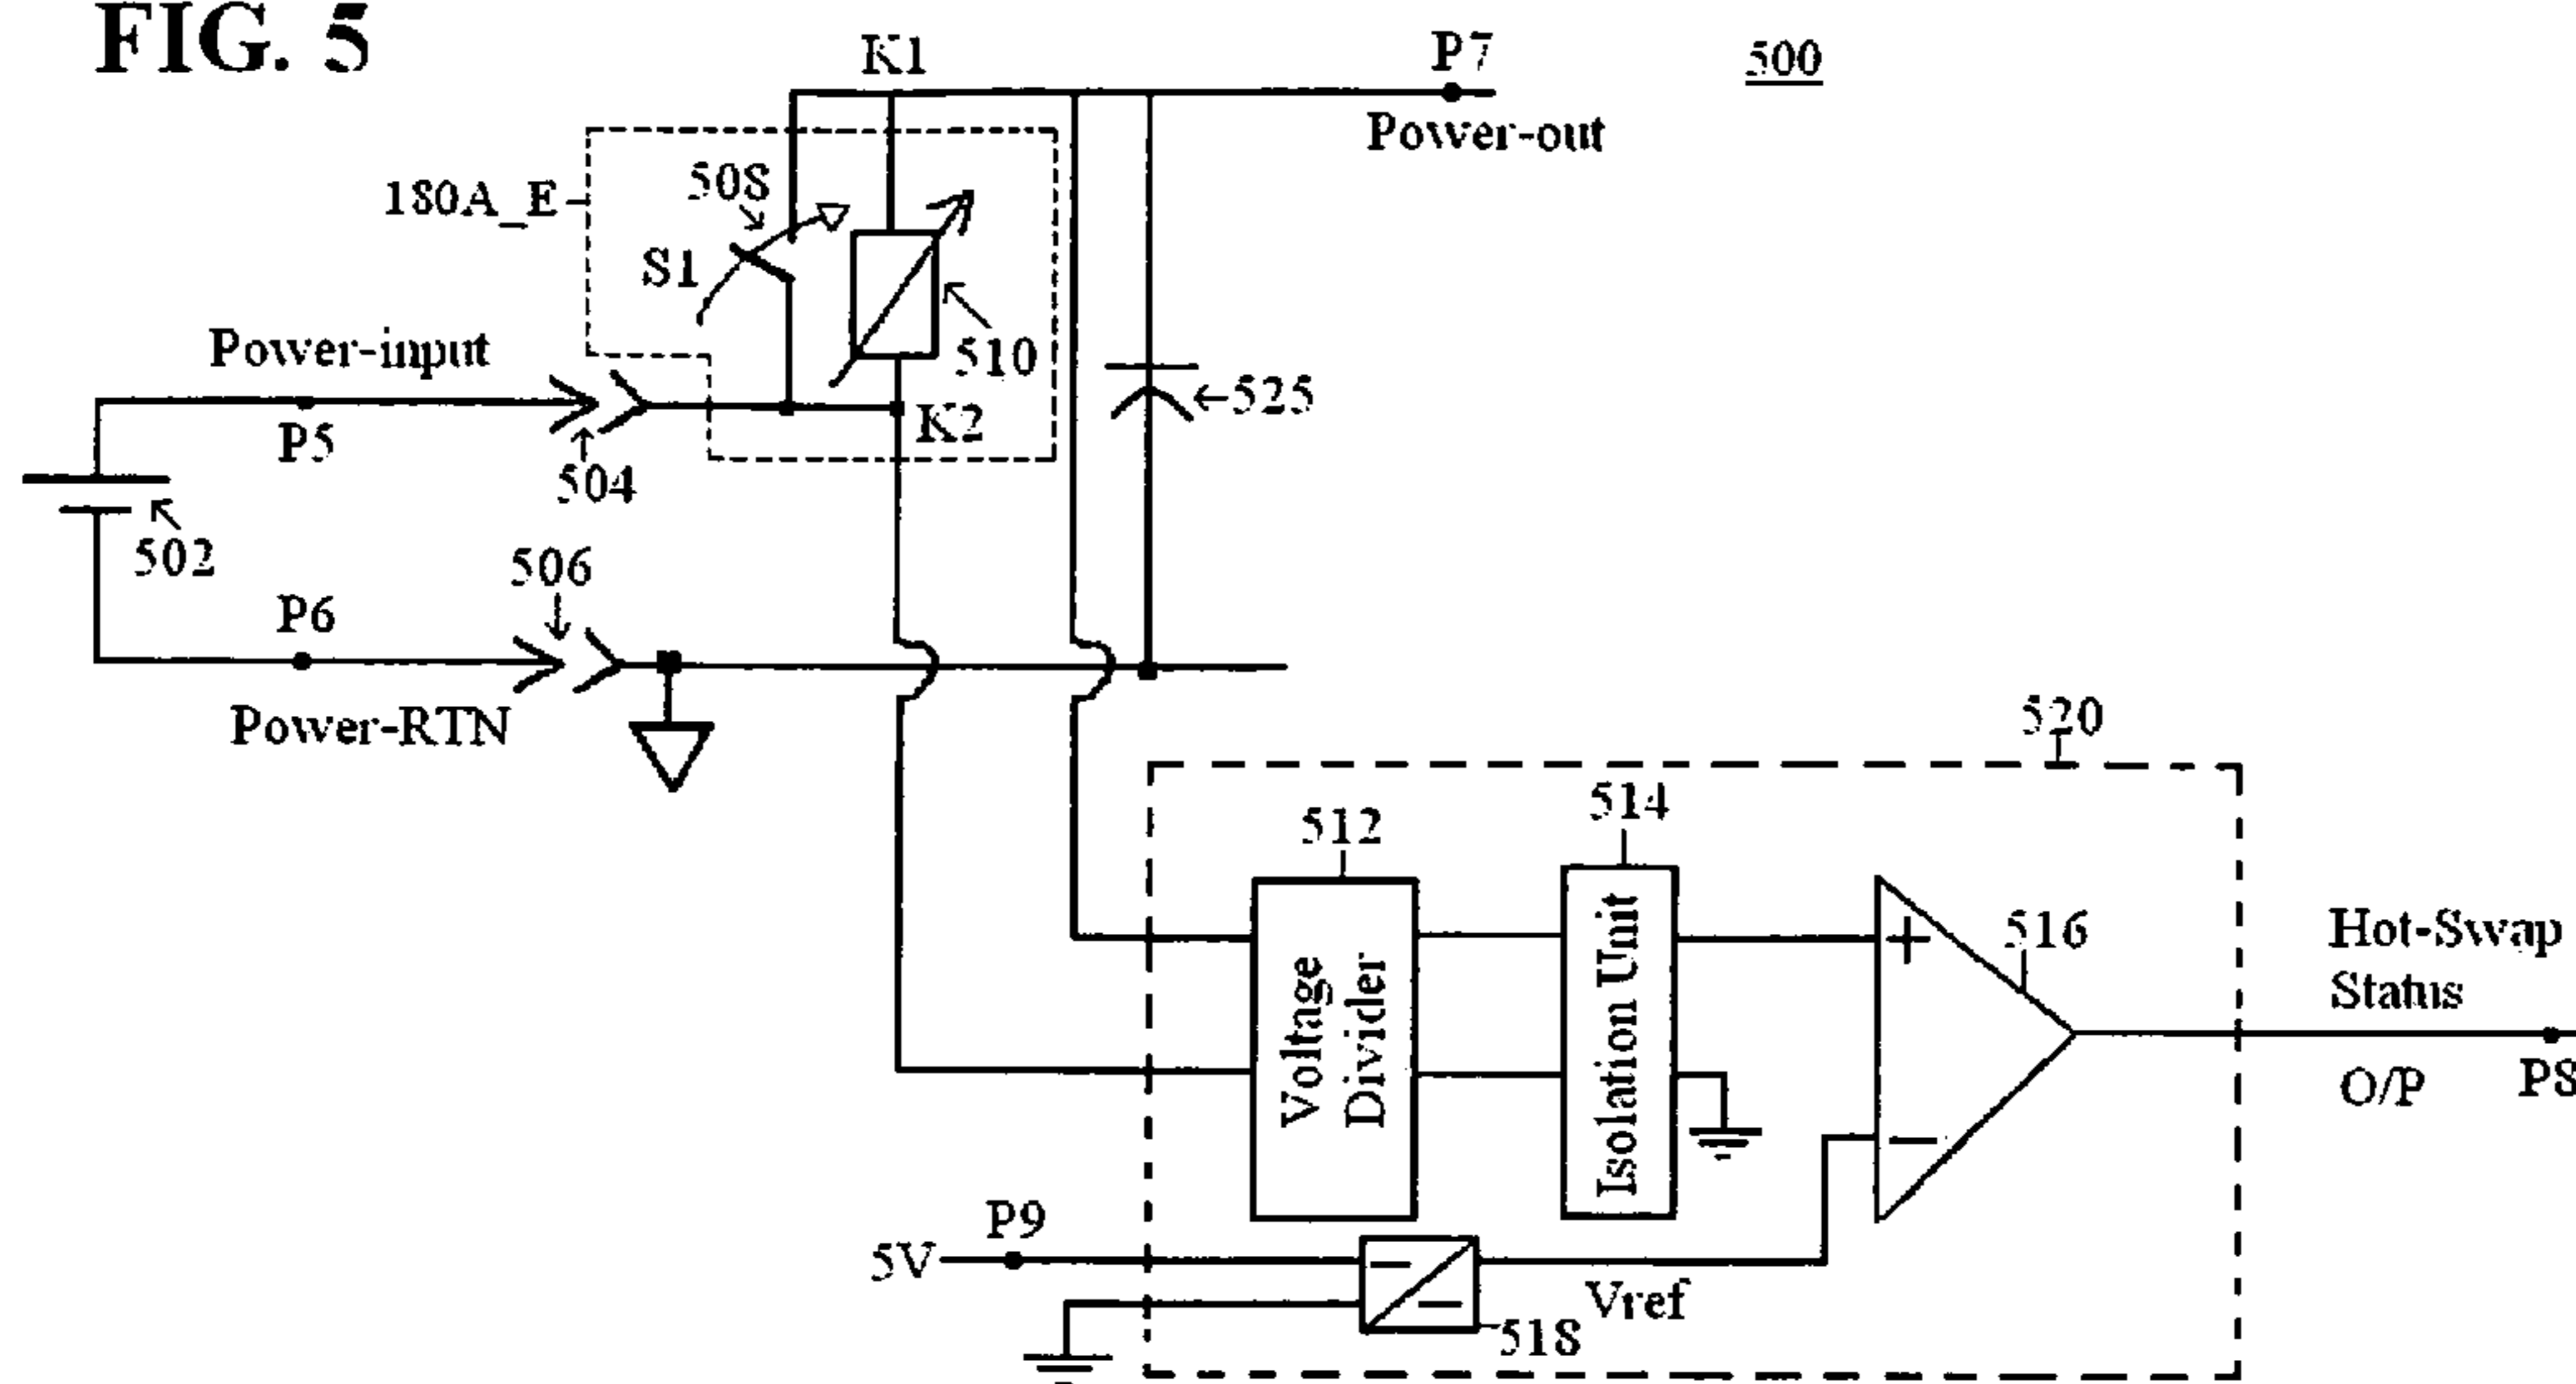 FIG. 5
K1
P7
500
Power-out
180A_E
508
S1
510
Power-input
P5
504
K2
525
502
506
P6
Power-RTN
520
512
514
516
Voltage
Divider
Isolation Unit
+
−
Hot-Swap
Status
O/P
P8
P9
5V
Vref
518